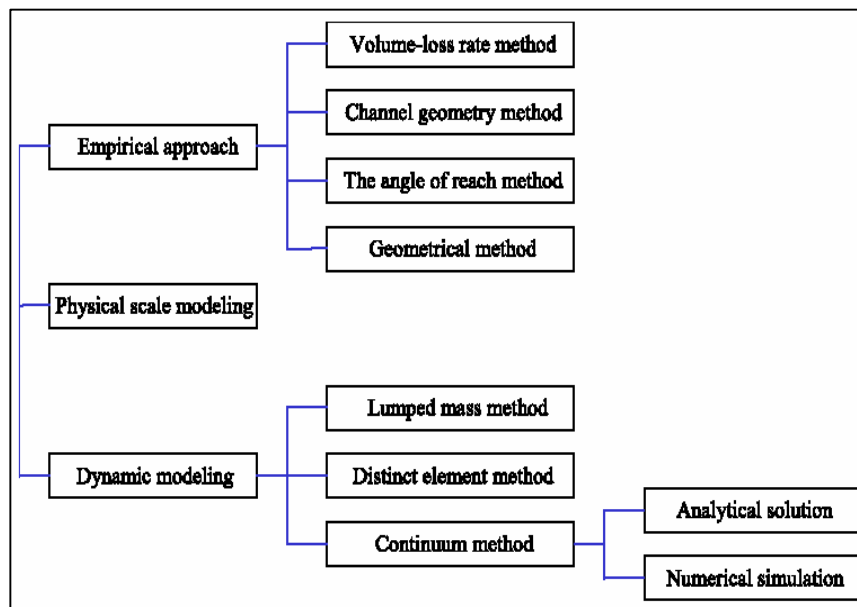 Volume-loss rate method
Channel geometry method
Empirical approach
The angle of reach method
Geometrical method
Physical scale modeling
Lumped mass method
Dynamic modeling
Distinct element method
Continuum method
Analytical solution
Numerical simulation